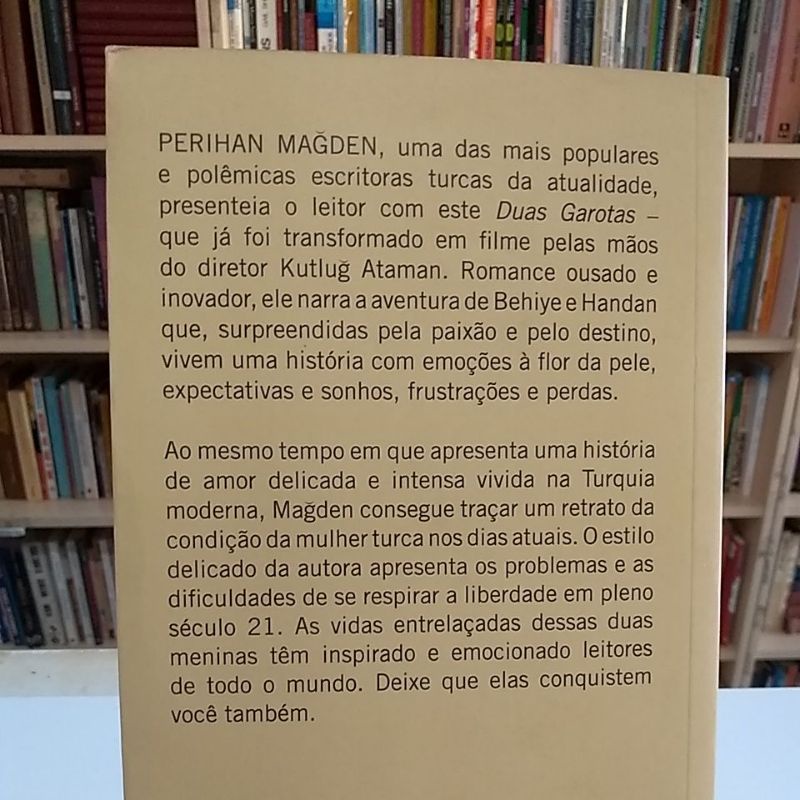 PERIHAN MAĞDEN, uma das mais populares
e polêmicas escritoras turcas da atualidade,
presenteia o leitor com este Duas Garotas –
que já foi transformado em filme pelas mãos
do diretor Kutluğ Ataman. Romance ousado e
inovador, ele narra a aventura de Behiye e Handan
que, surpreendidas pela paixão e pelo destino,
vivem uma história com emoções à flor da pele,
expectativas e sonhos, frustrações e perdas.
Ao mesmo tempo em que apresenta uma história
de amor delicada e intensa vivida na Turquia
moderna, Mağden consegue traçar um retrato da
condição da mulher turca nos dias atuais. O estilo
delicado da autora apresenta os problemas e as
dificuldades de se respirar a liberdade em pleno
século 21. As vidas entrelaçadas dessas duas
meninas têm inspirado e emocionado leitores
de todo o mundo. Deixe que elas conquistem
você também.